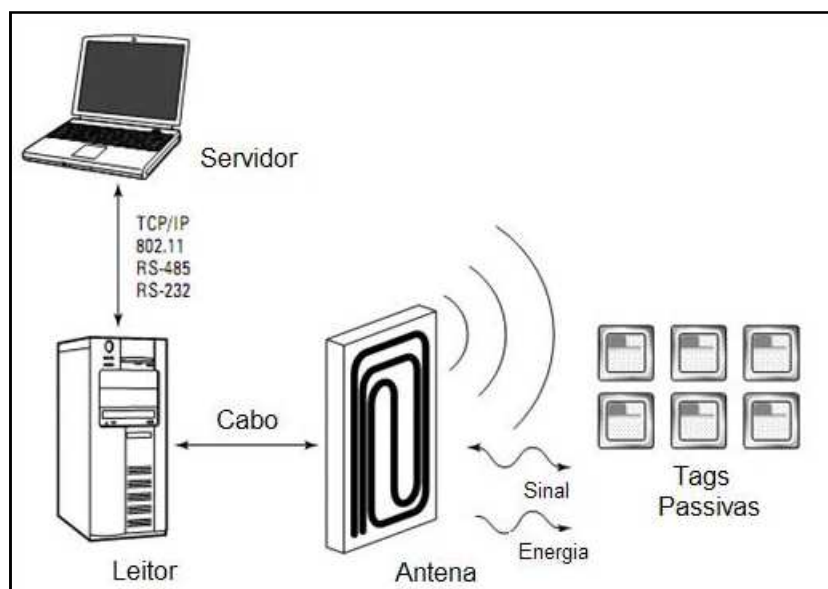 Servidor
TCP/IP
802.11
RS-485
RS-232
Cabo
Sinal
Energia
Tags
Passivas
Leitor
Antena